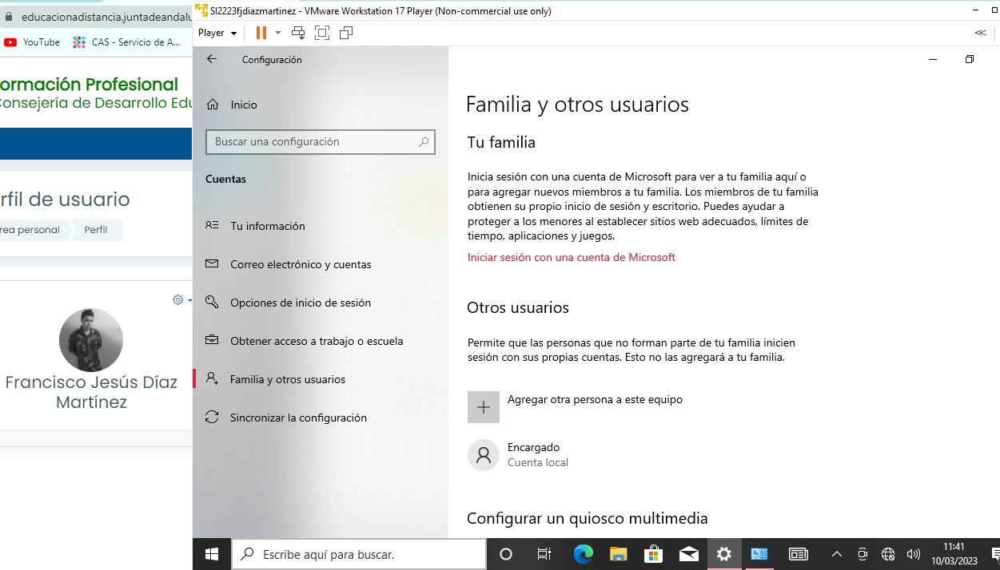 educacionadistancia.juntadeandalu
YouTube
CAS - Servicio de A...
ormación Profesional
Consejería de Desarrollo Edu
rfil de usuario
rea personal
Perfil
Francisco Jesús Díaz
Martínez
SI2223fjdiazmartinez - VMware Workstation 17 Player (Non-commercial use only)
Player
Configuración
Inicio
Buscar una configuración
Cuentas
Tu información
Correo electrónico y cuentas
Opciones de inicio de sesión
Obtener acceso a trabajo o escuela
Familia y otros usuarios
Sincronizar la configuración
Familia y otros usuarios
Tu familia
Inicia sesión con una cuenta de Microsoft para ver a tu familia aquí o
para agregar nuevos miembros a tu familia. Los miembros de tu familia
obtienen su propio inicio de sesión y escritorio. Puedes ayudar a
proteger a los menores al establecer sitios web adecuados, límites de
tiempo, aplicaciones y juegos.
Iniciar sesión con una cuenta de Microsoft
Otros usuarios
Permite que las personas que no forman parte de tu familia inicien
sesión con sus propias cuentas. Esto no las agregará a tu familia.
Agregar otra persona a este equipo
Encargado
Cuenta local
Configurar un quiosco multimedia
Escribe aquí para buscar.
11:41
10/03/2023